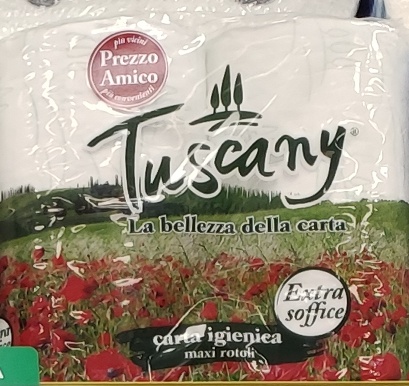 più vicini
Prezzo
Amico
più convenienti
Tuscany®
La bellezza della carta
Extra
soffice
carta igienica
maxi rotoli